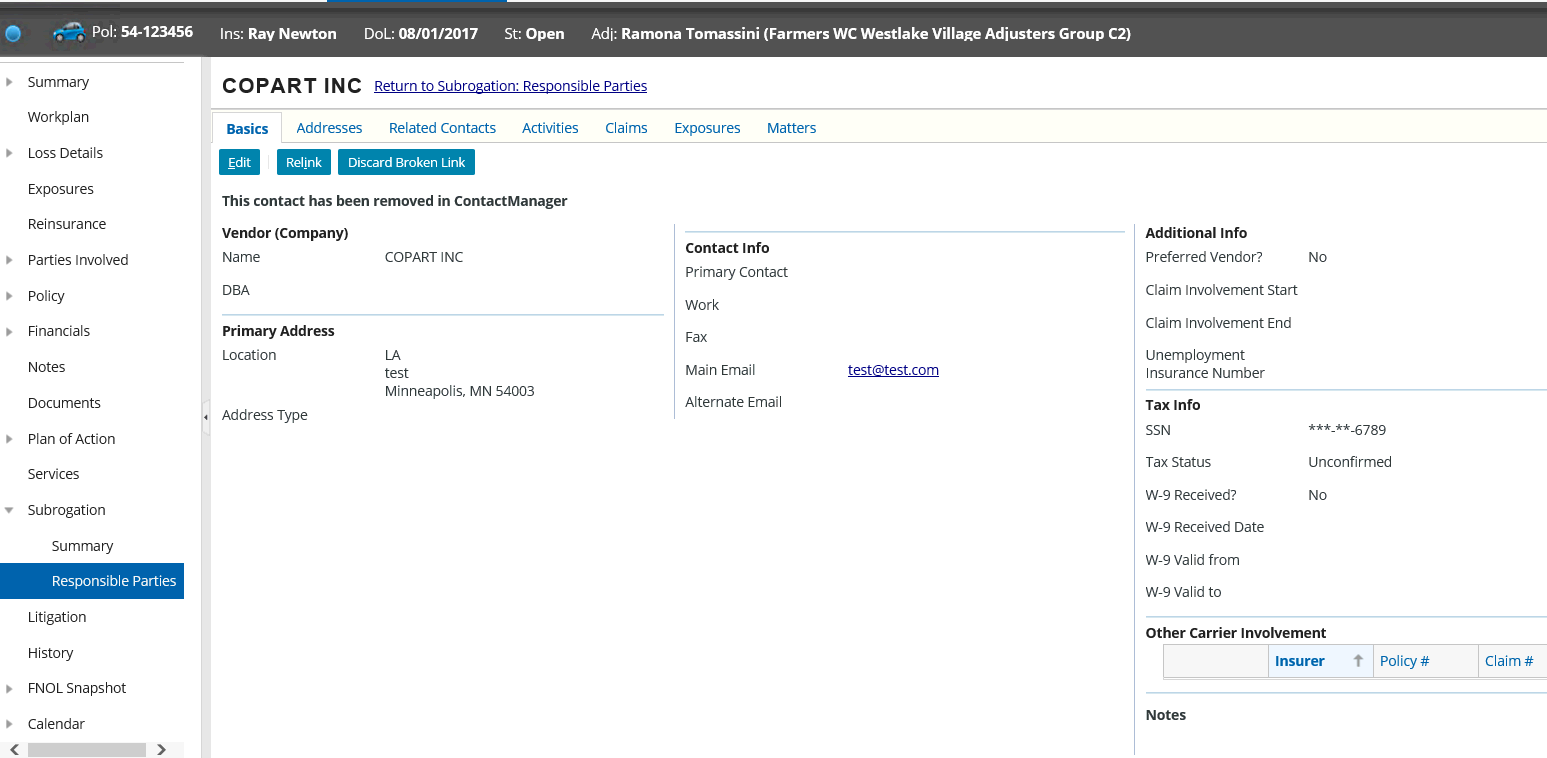 Pol: 54-123456 Ins: Ray Newton DoL: 08/01/2017 St: Open Adj: Ramona Tomassini (Farmers WC Westlake Village Adjusters Group C2)
Summary
Workplan
Loss Details
Exposures
Reinsurance
Parties Involved
Policy
Financials
Notes
Documents
Plan of Action
Services
Subrogation
Summary
Responsible Parties
Litigation
History
FNOL Snapshot
Calendar
COPART INC Return to Subrogation: Responsible Parties
Basics Addresses Related Contacts Activities Claims Exposures Matters
Edit Relink Discard Broken Link
This contact has been removed in ContactManager
Vendor (Company)
Name COPART INC
DBA
Primary Address
Location LA
test
Minneapolis, MN 54003
Address Type
Contact Info
Primary Contact
Work
Fax
Main Email test@test.com
Alternate Email
Additional Info
Preferred Vendor? No
Claim Involvement Start
Claim Involvement End
Unemployment
Insurance Number
Tax Info
SSN ***-**-6789
Tax Status Unconfirmed
W-9 Received? No
W-9 Received Date
W-9 Valid from
W-9 Valid to
Other Carrier Involvement
Insurer Policy # Claim #
Notes